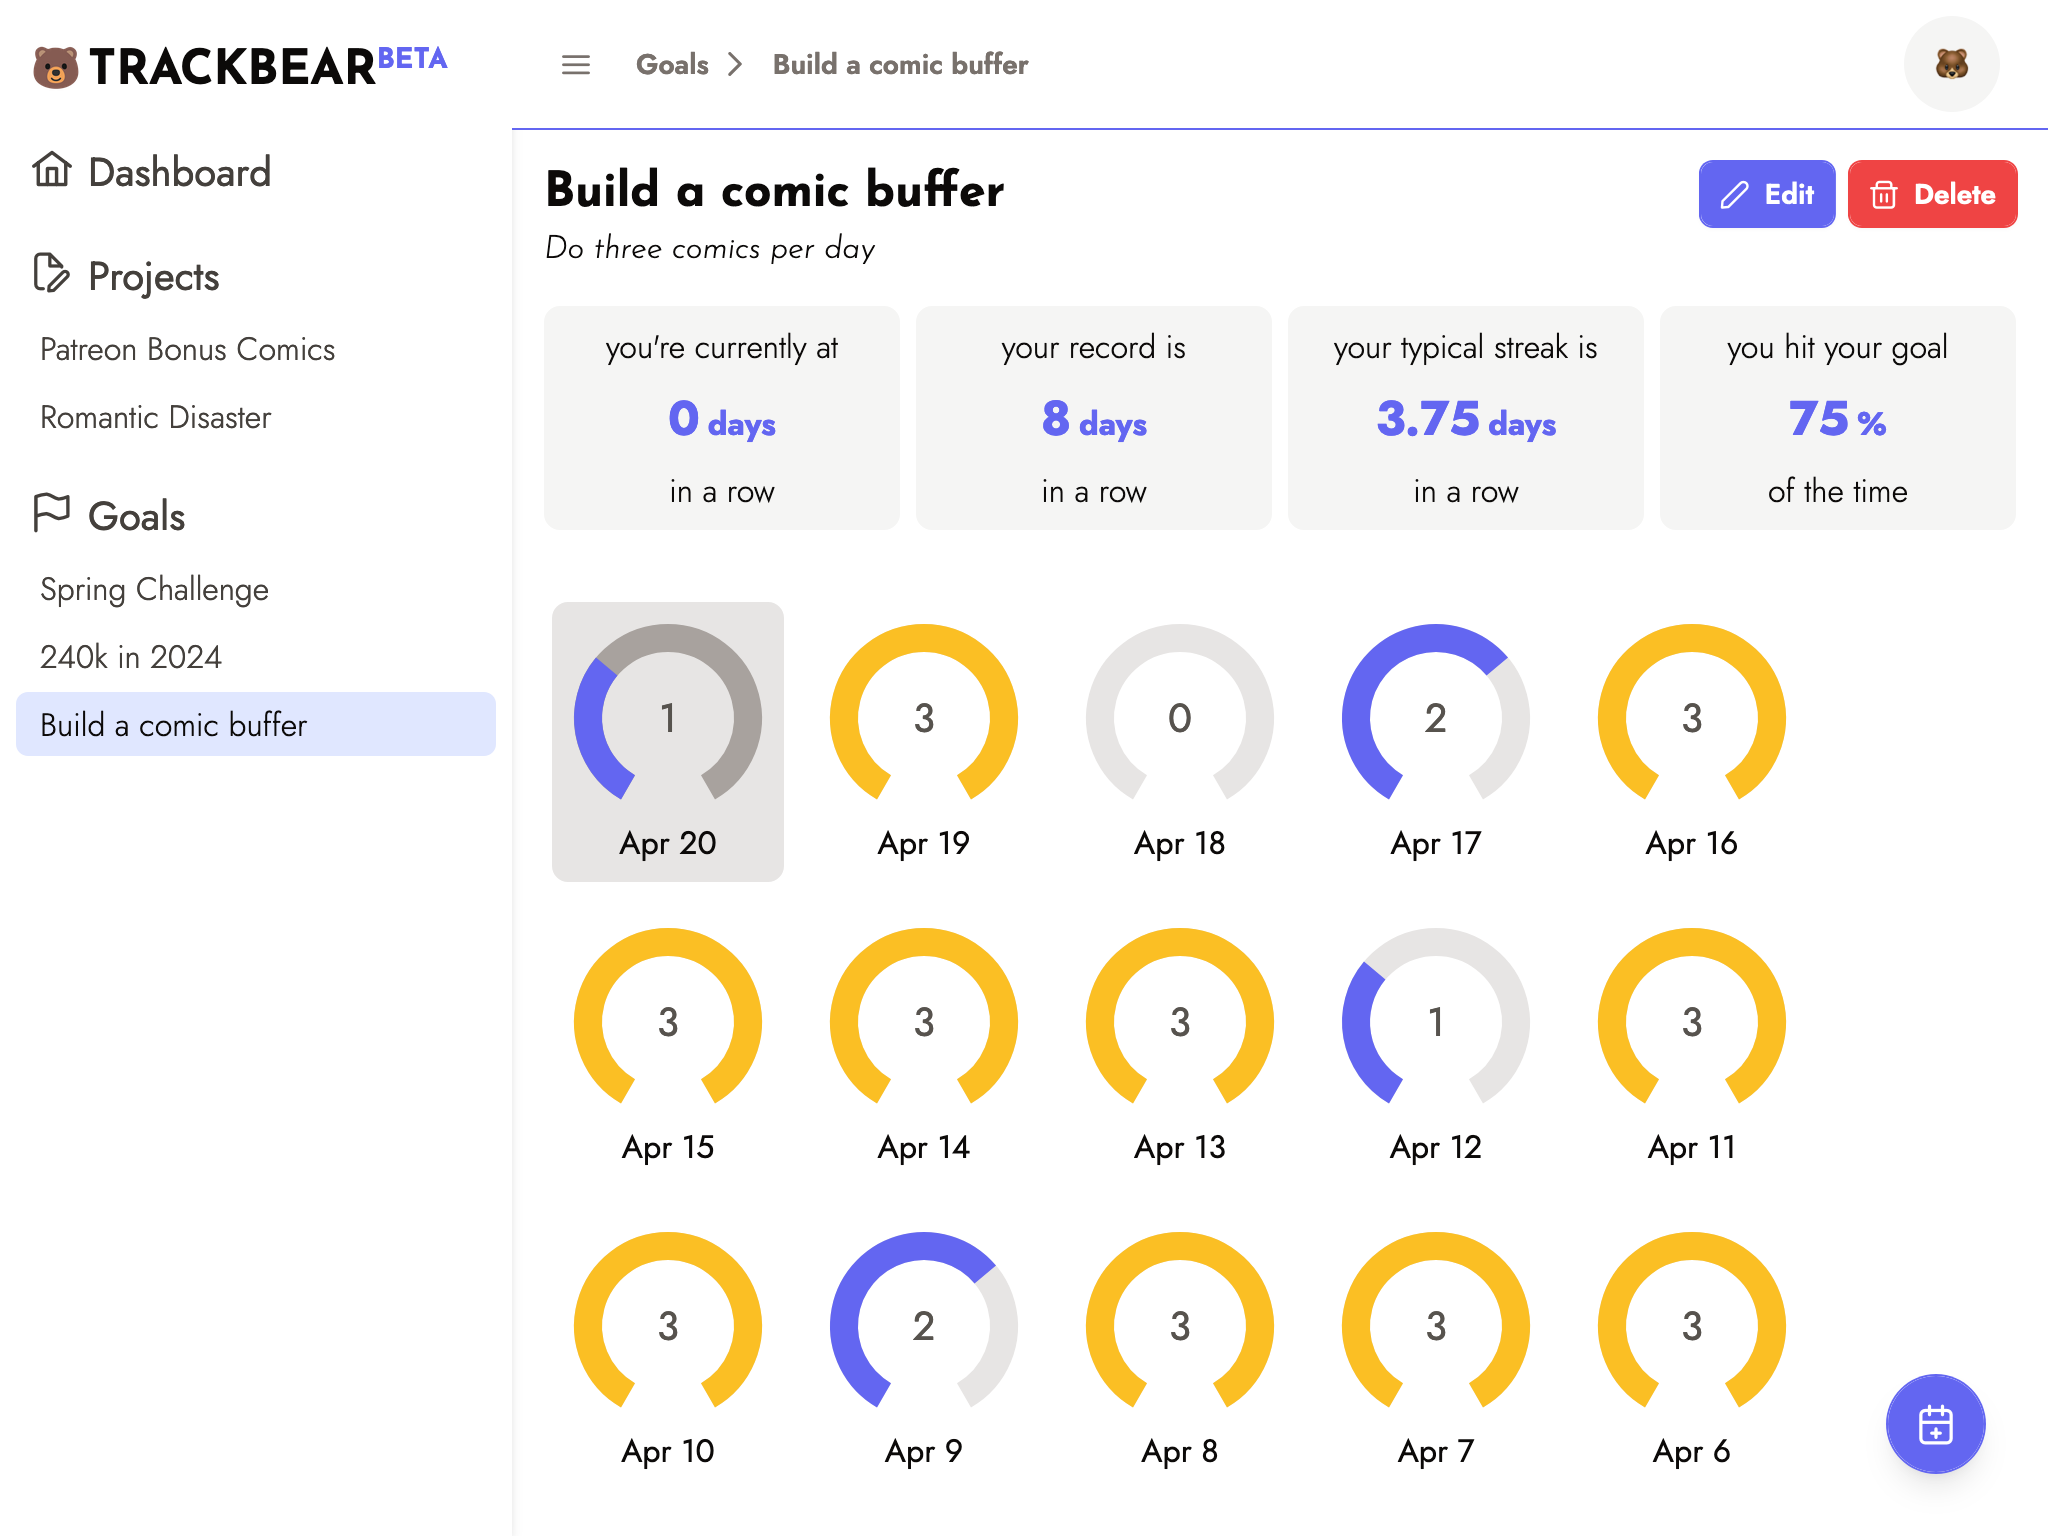 TRACKBEAR BETA
Dashboard
Projects
Patreon Bonus Comics
Romantic Disaster
Goals
Spring Challenge
240k in 2024
Build a comic buffer
Goals > Build a comic buffer
Build a comic buffer
Edit
Delete
Do three comics per day
you're currently at
0 days
in a row
your record is
8 days
in a row
your typical streak is
3.75 days
in a row
you hit your goal
75 %
of the time
1
Apr 20
3
Apr 19
0
Apr 18
2
Apr 17
3
Apr 16
3
Apr 15
3
Apr 14
3
Apr 13
1
Apr 12
3
Apr 11
3
Apr 10
2
Apr 9
3
Apr 8
3
Apr 7
3
Apr 6